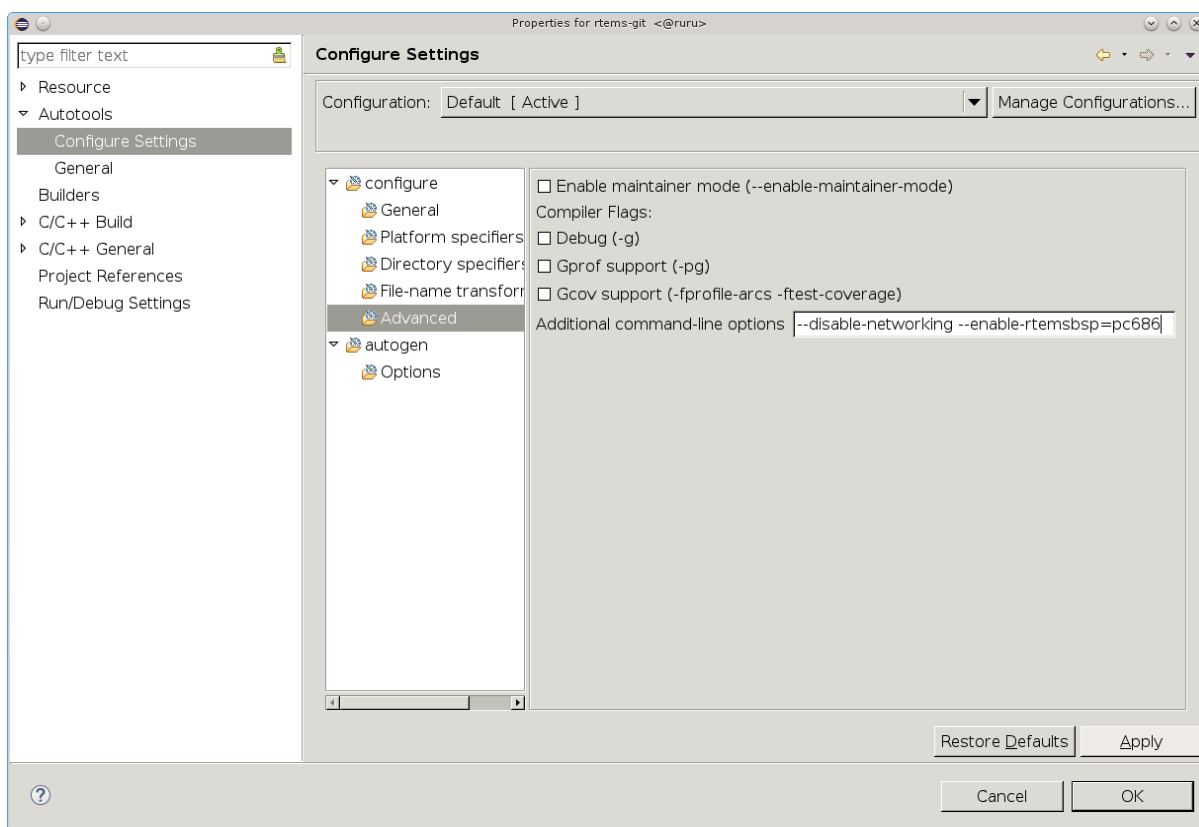 Properties for rtems-git <@ruru>
type filter text
Resource
Autotools
Configure Settings
General
Builders
C/C++ Build
C/C++ General
Project References
Run/Debug Settings
Configure Settings
Configuration: Default [ Active ] Manage Configurations...
configure
General
Platform specifiers
Directory specifiers
File-name transforr
Advanced
autogen
Options
Enable maintainer mode (--enable-maintainer-mode)
Compiler Flags:
Debug (-g)
Gprof support (-pg)
Gcov support (-fprofile-arcs -ftest-coverage)
Additional command-line options --disable-networking --enable-rtemsbsp=pc686
Restore Defaults Apply
? Cancel OK